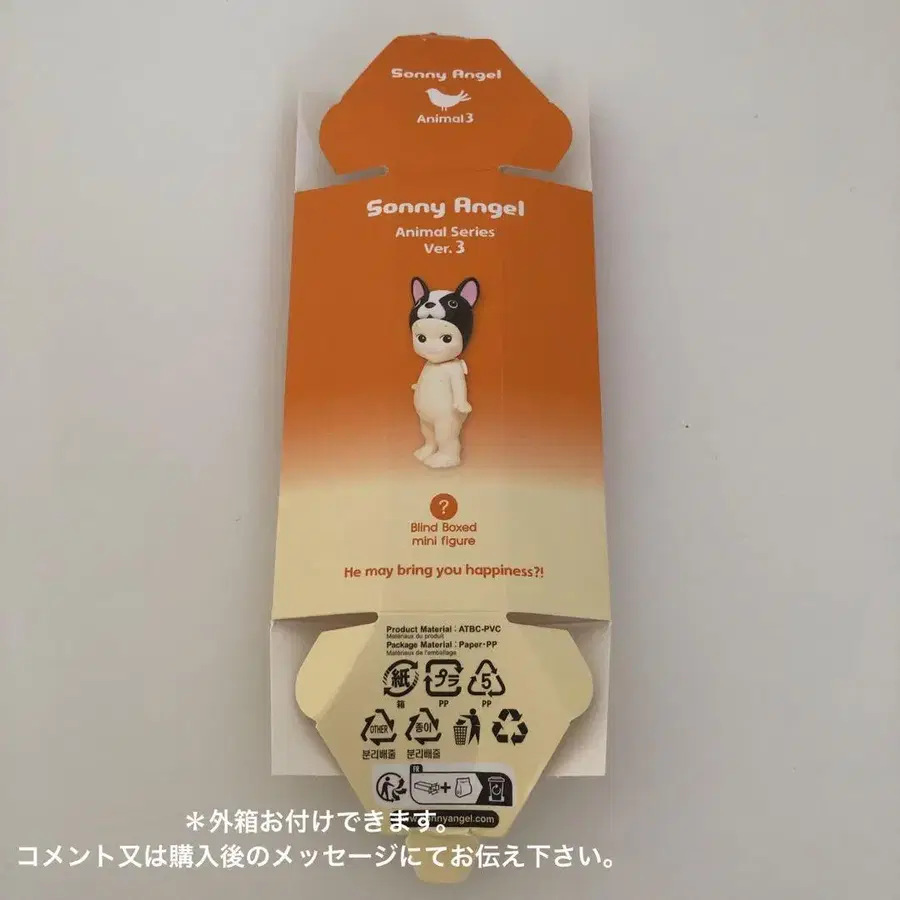 Sonny Angel
Animal 3
Sonny Angel
Animal Series
Ver. 3
?
Blind Boxed
mini figure
He may bring you happiness?!
Product Material : ATBC-PVC
Matériaux du produit
Package Material : Paper・PP
Matériaux de l'emballage
紙 プラ 5
箱 PP PP
OTHER 종이
분리배출 분리배출
FR
+
nnyangel.com
＊外箱お付けできます。
コメント又は購入後のメッセージにてお伝え下さい。